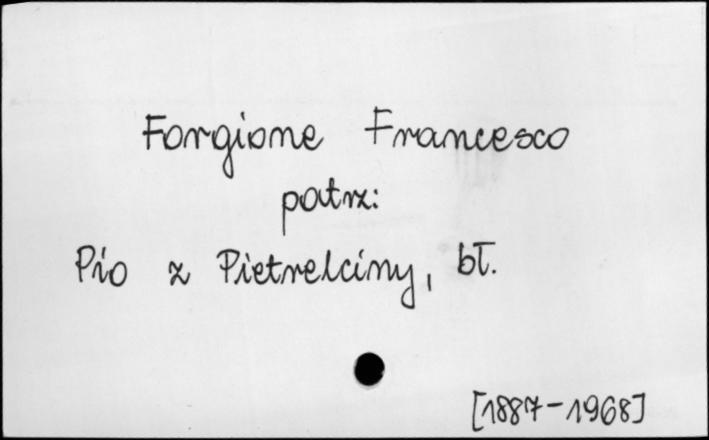 Forgione Francesco
patrz:
Pio z Pietrelciny, bł.
[1887-1968]